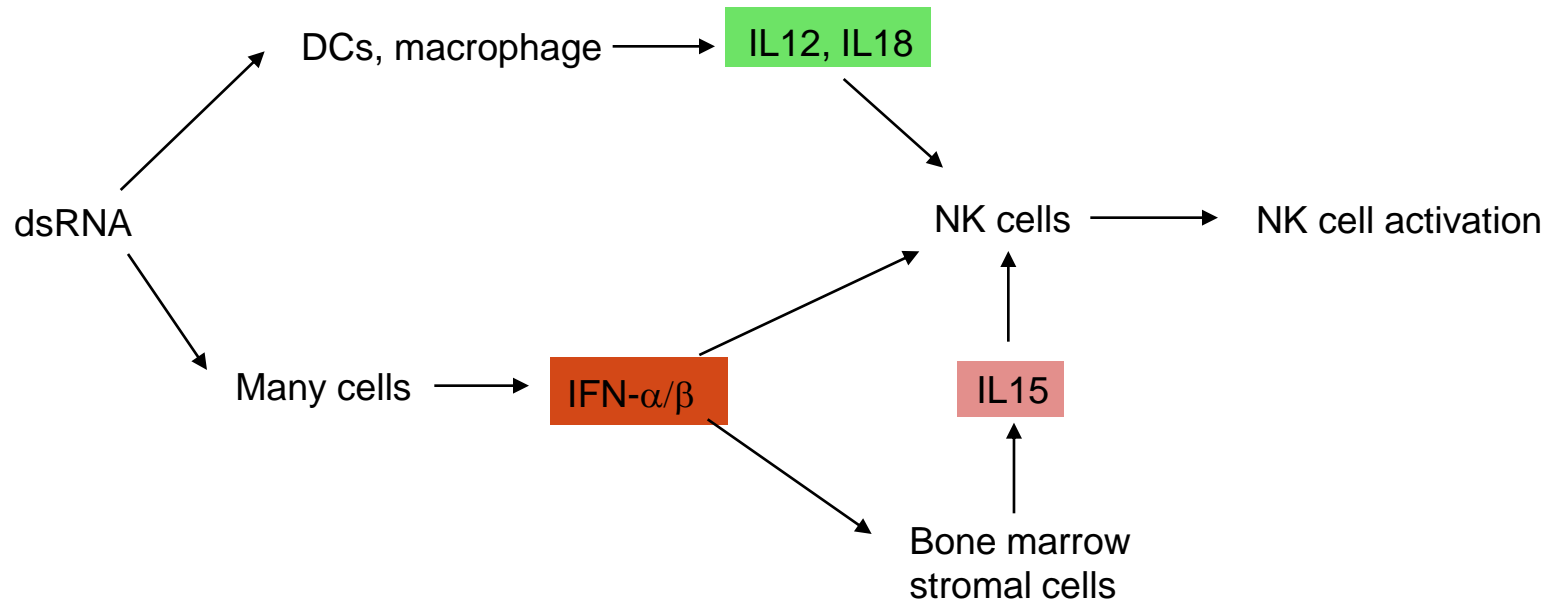 DCs, macrophage
IL12, IL18
dsRNA
NK cells
NK cell activation
Many cells
IFN-α/β
IL15
Bone marrow
stromal cells